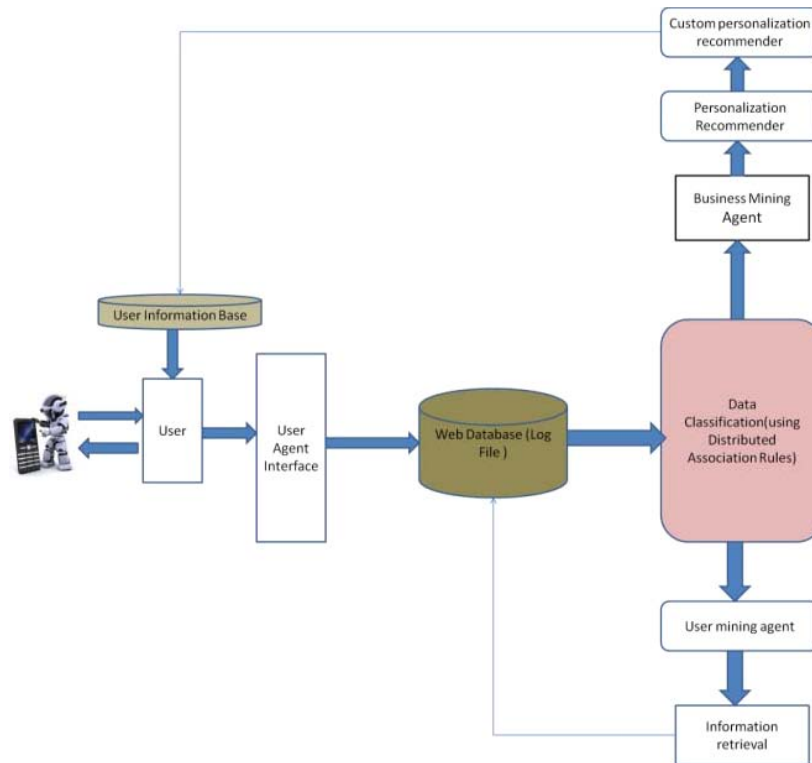 Custom personalization
recommender
Personalization
Recommender
Business Mining
Agent
User Information Base
User
User
Agent
Interface
Web Database (Log
File )
Data
Classification(using
Distributed
Association Rules)
User mining agent
Information
retrieval